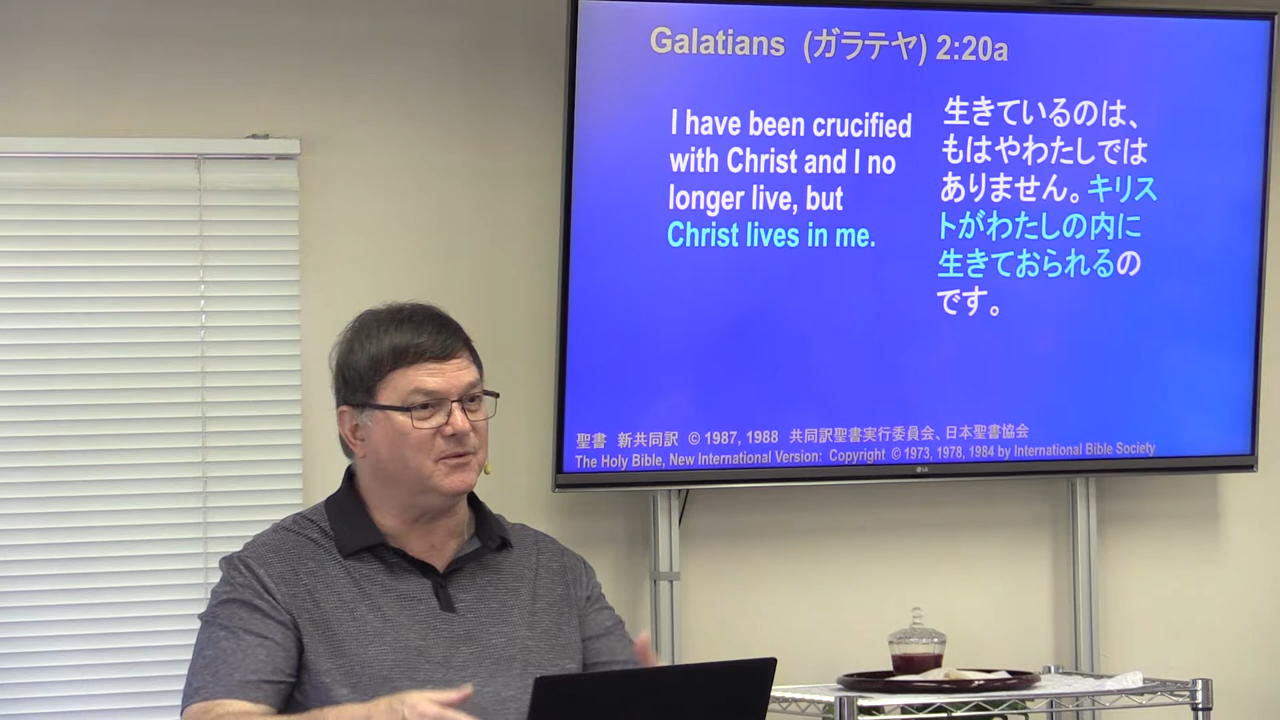 Galatians (ガラテヤ) 2:20a
I have been crucified
with Christ and I no
longer live, but
Christ lives in me.
生きているのは、
もはやわたしでは
ありません。キリス
トがわたしの内に
生きておられるの
です。
聖書 新共同訳 © 1987, 1988 共同訳聖書実行委員会、日本聖書協会
The Holy Bible, New International Version: Copyright © 1973, 1978, 1984 by International Bible Society
LG